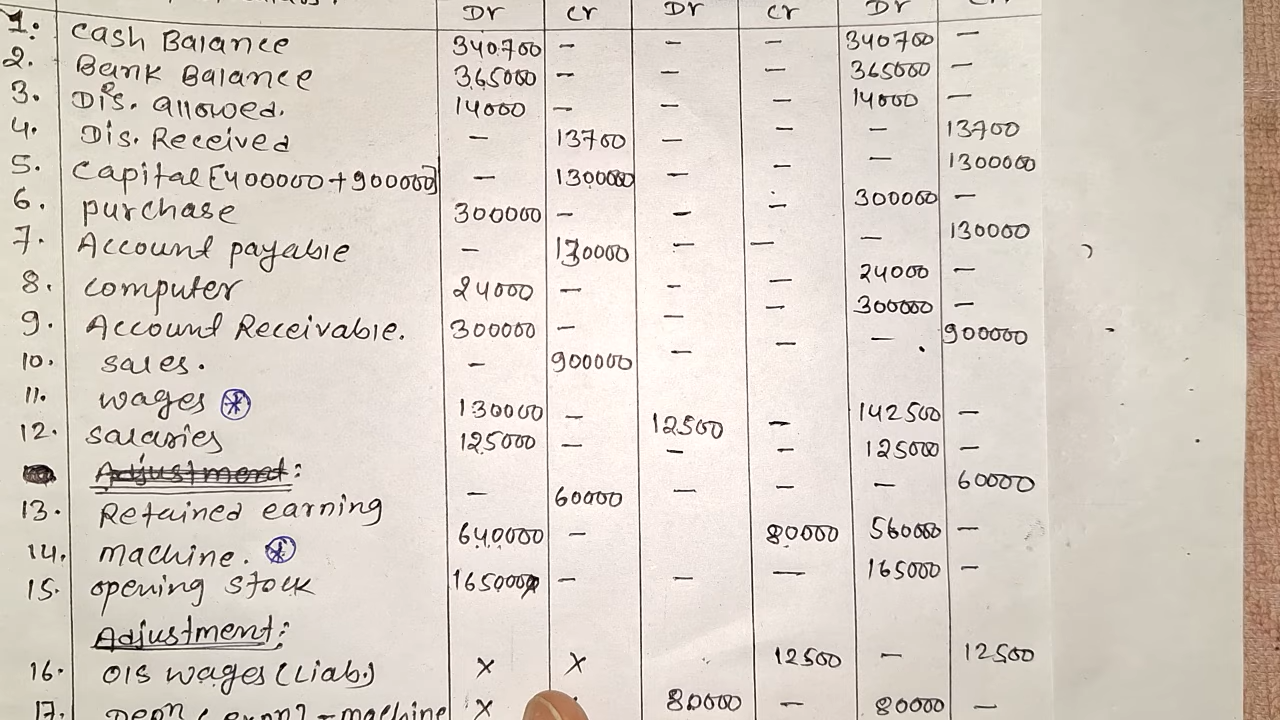 Dr Cr Dr Cr Dr
1. Cash Balance 340700 – – – 340700 –
2. Bank Balance 365000 – – – 365000 –
3. Dis. allowed. 14000 – – – 14000 –
4. Dis. Received – 13700 – – – 13700
5. Capital [400000+900000] – 1300000 – – – 1300000
6. purchase 300000 – – – 300000 –
7. Account payable – 130000 – – – 130000
8. computer 24000 – – – 24000 –
9. Account Receivable. 300000 – – – 300000 –
10. sales. – 900000 – – – 900000
11. wages * 130000 – 12500 – 142500 –
12. salaries 125000 – – – 125000 –
Adjustment:
13. Retained earning – 60000 – – – 60000
14. machine. * 640000 – 80000 560000 –
15. opening stock 165000 – – – 165000 –
Adjustment:
16. O/S wages (Liab.) x x 12500 – 12500
17. machine x 80000 – 80000 –